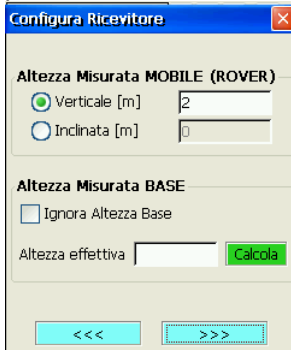 Configura Ricevitore
Altezza Misurata MOBILE (ROVER)
Verticale [m] 2
Inclinata [m] 0
Altezza Misurata BASE
Ignora Altezza Base
Altezza effettiva Calcola
<<< >>>